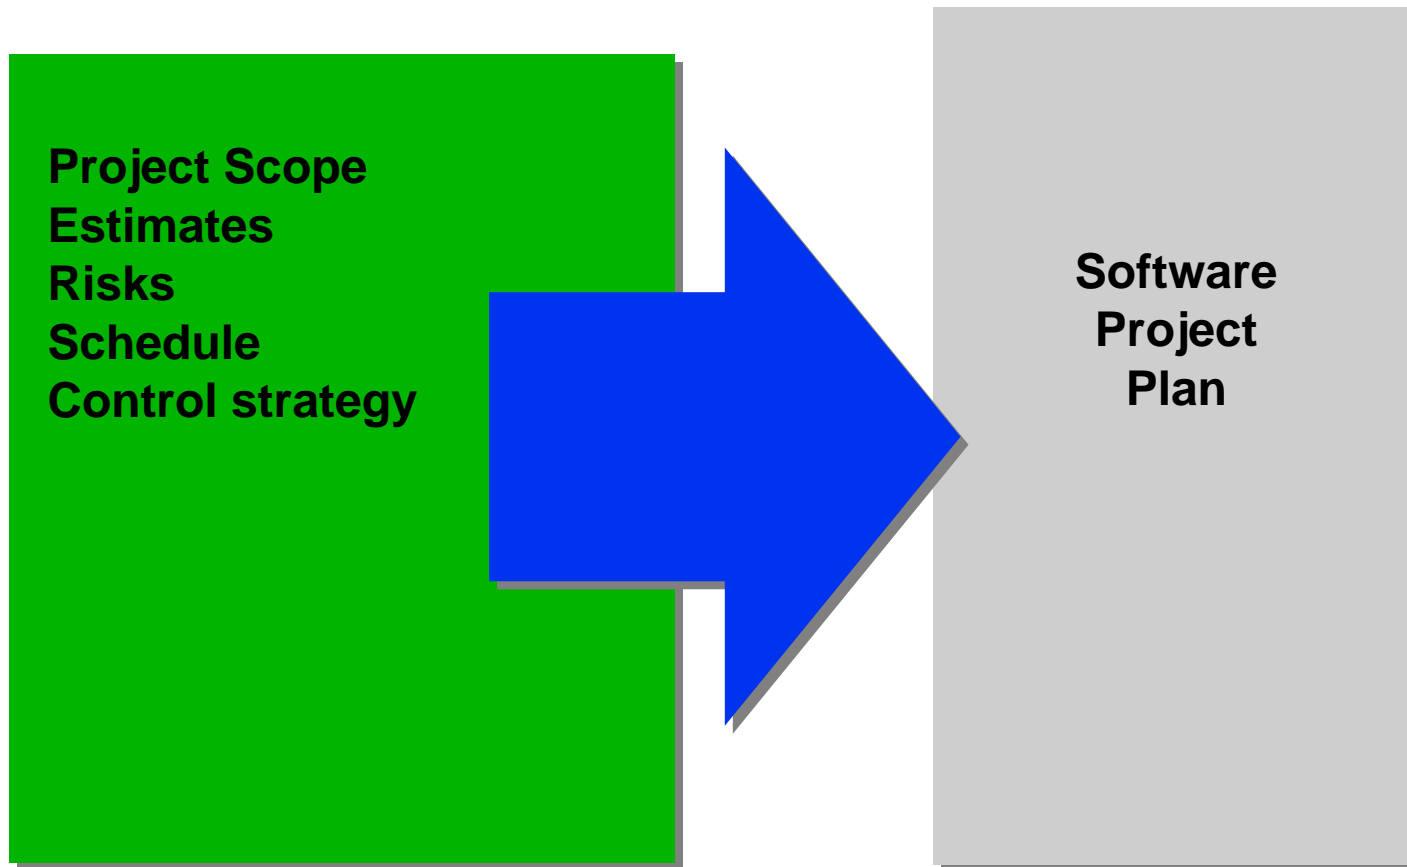 Project Scope
Estimates
Risks
Schedule
Control strategy
Software
Project
Plan